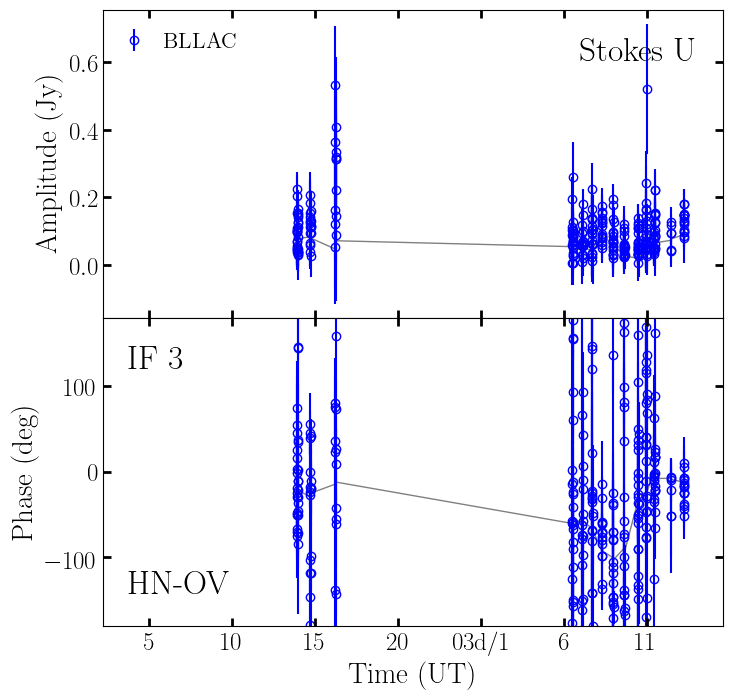 BLLAC
Stokes U
0.6
0.4
0.2
0.0
Amplitude (Jy)
IF 3
100
0
−100
Phase (deg)
HN-OV
5 10 15 20 03d/1 6 11
Time (UT)